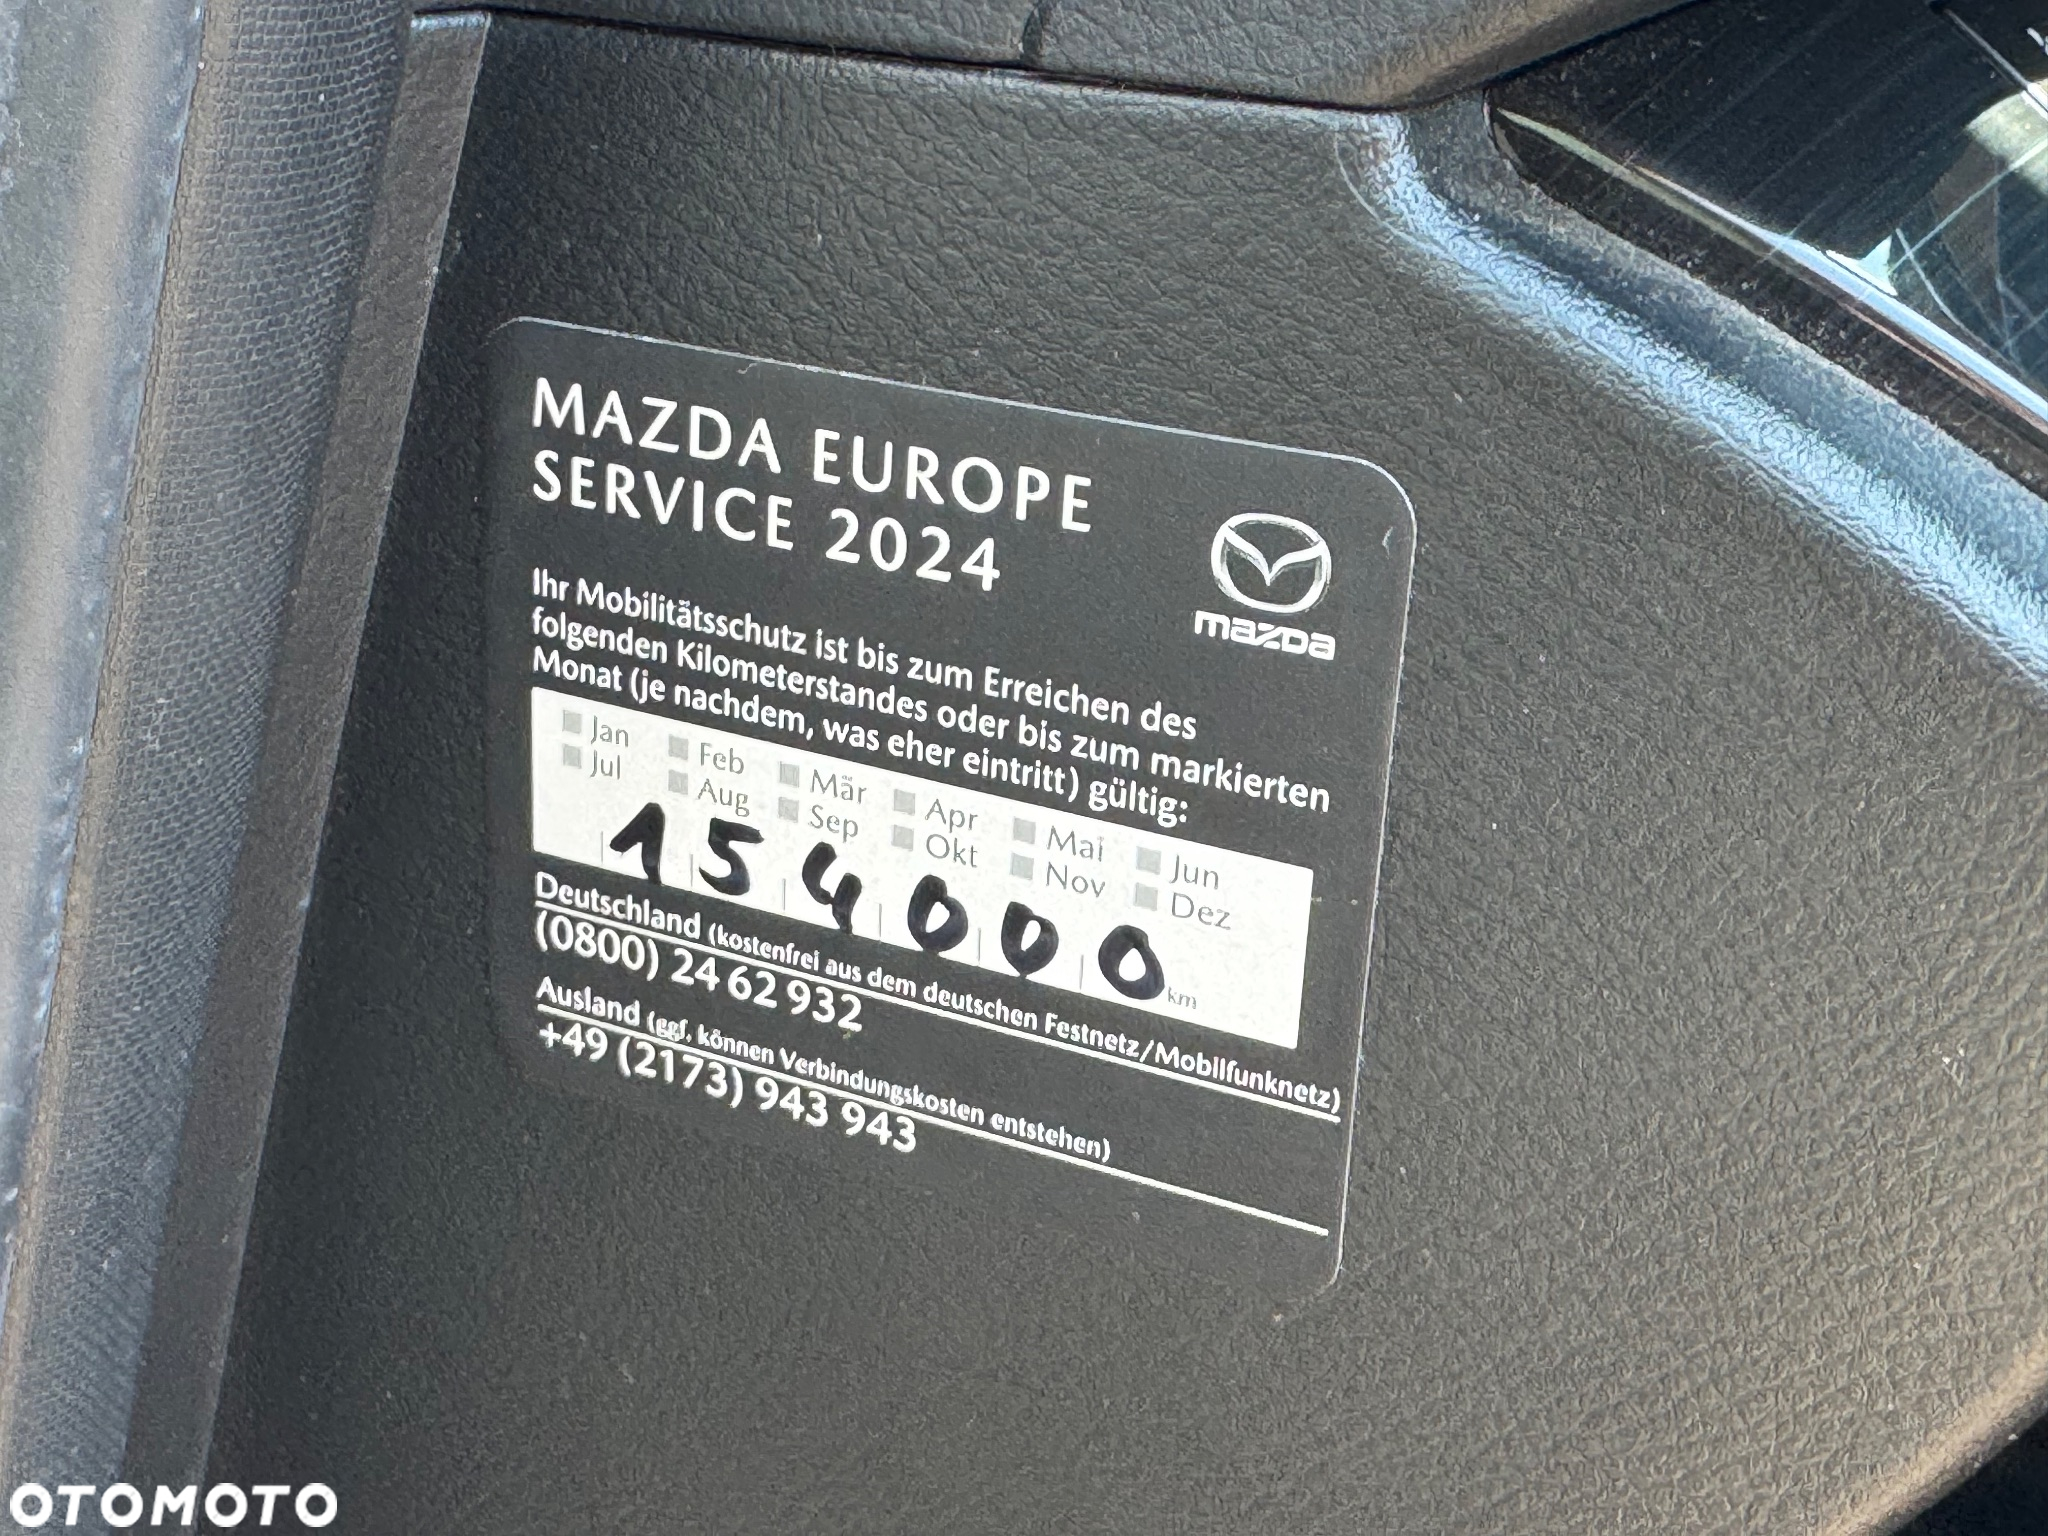 MAZDA EUROPE
SERVICE 2024
mazda
Ihr Mobilitätsschutz ist bis zum Erreichen des
folgenden Kilometerstandes oder bis zum markierten
Monat (je nachdem, was eher eintritt) gültig:
Jan Feb Mär Apr Mai Jun
Jul Aug Sep Okt Nov Dez
154000 km
Deutschland (kostenfrei aus dem deutschen Festnetz/Mobilfunknetz)
(0800) 24 62 932
Ausland (ggf. können Verbindungskosten entstehen)
+49 (2173) 943 943
OTOMOTO